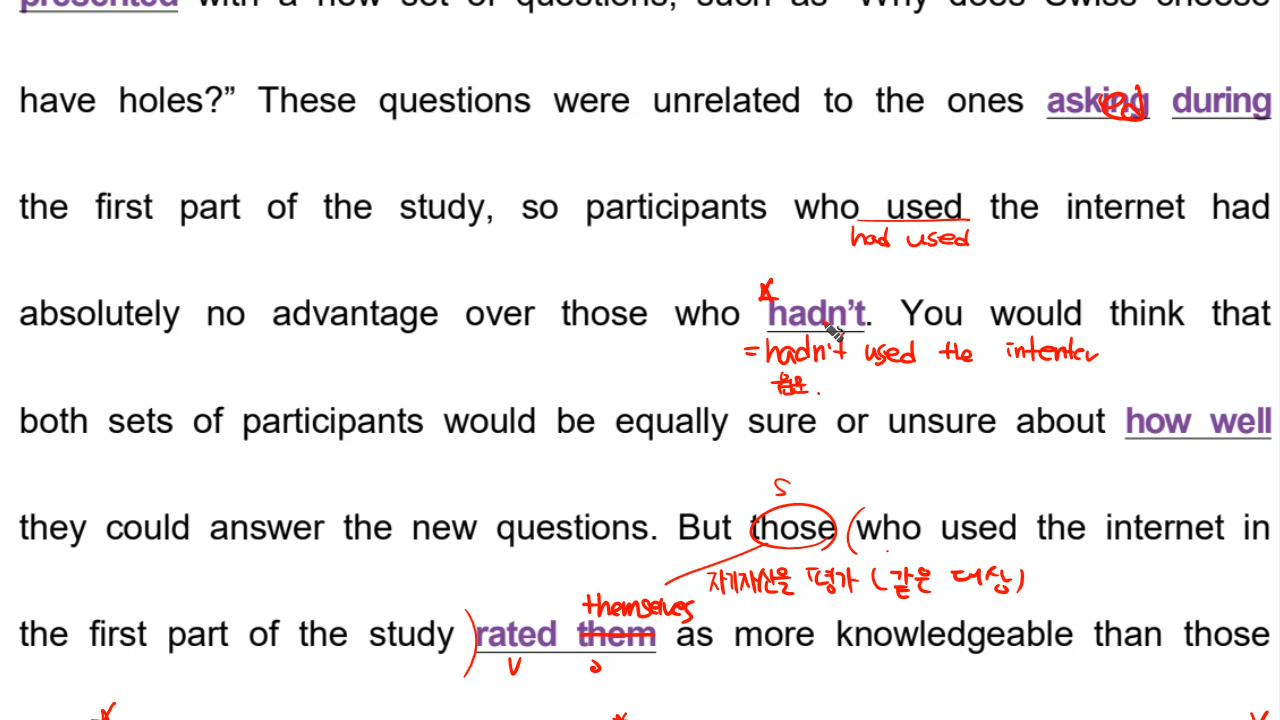 presented with a new set of questions, such as “Why does Swiss cheese
have holes?” These questions were unrelated to the ones asking during
ed
the first part of the study, so participants who used the internet had
had used
absolutely no advantage over those who hadn’t. You would think that
= hadn't used the
both sets of participants would be equally sure or unsure about how well
S
they could answer the new questions. But those (who used the internet in
자기자신을 평가 (같은 대상)
themselves
the first part of the study ) rated them as more knowledgeable than those
V o